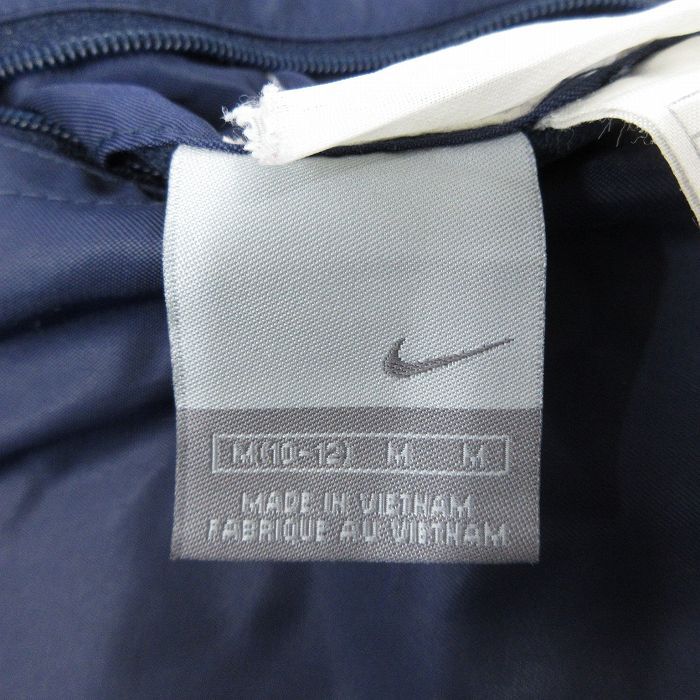 M(10-12) M M
MADE IN VIETNAM
FABRIQUE AU VIETNAM